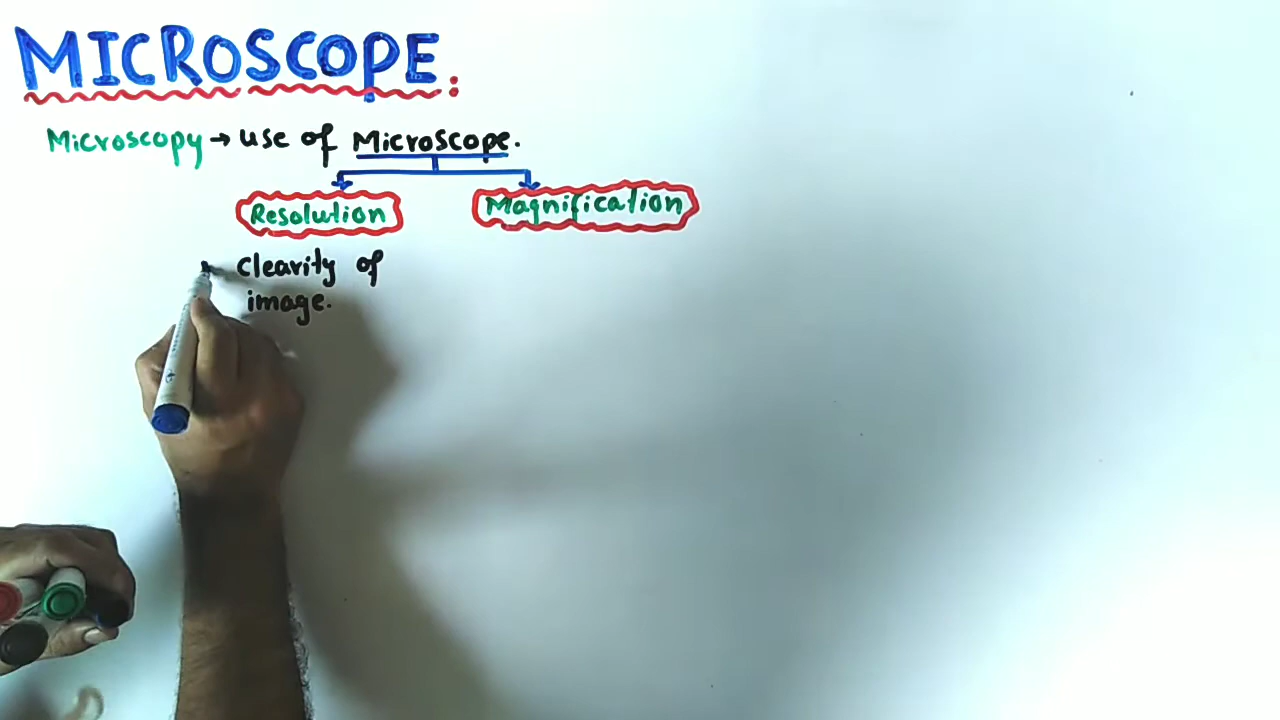 MICROSCOPE:
Microscopy → use of Microscope.
Resolution
Magnification
clearity of
image.